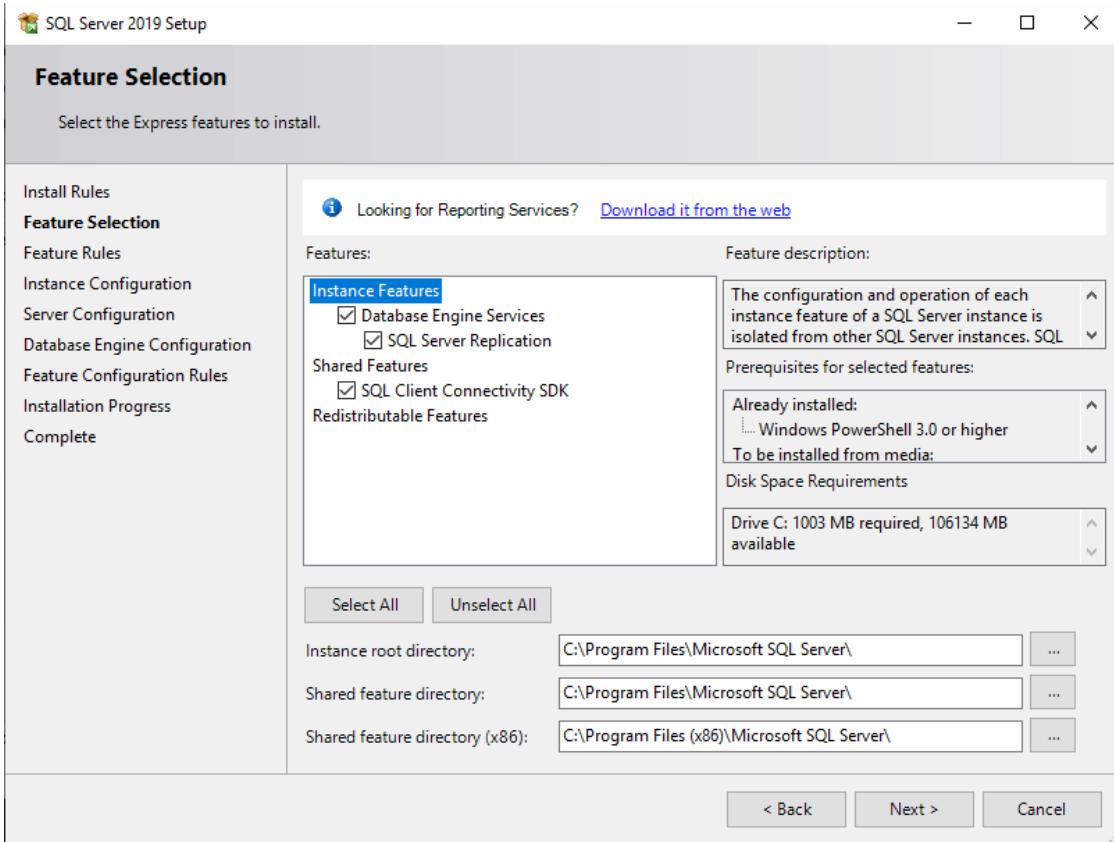 SQL Server 2019 Setup
Feature Selection
Select the Express features to install.
Install Rules
Feature Selection
Feature Rules
Instance Configuration
Server Configuration
Database Engine Configuration
Feature Configuration Rules
Installation Progress
Complete
Looking for Reporting Services? Download it from the web
Features:
Instance Features
Database Engine Services
SQL Server Replication
Shared Features
SQL Client Connectivity SDK
Redistributable Features
Feature description:
The configuration and operation of each
instance feature of a SQL Server instance is
isolated from other SQL Server instances. SQL
Prerequisites for selected features:
Already installed:
Windows PowerShell 3.0 or higher
To be installed from media:
Disk Space Requirements
Drive C: 1003 MB required, 106134 MB
available
Select All
Unselect All
Instance root directory:
C:\Program Files\Microsoft SQL Server\
...
Shared feature directory:
C:\Program Files\Microsoft SQL Server\
...
Shared feature directory (x86):
C:\Program Files (x86)\Microsoft SQL Server\
...
< Back
Next >
Cancel